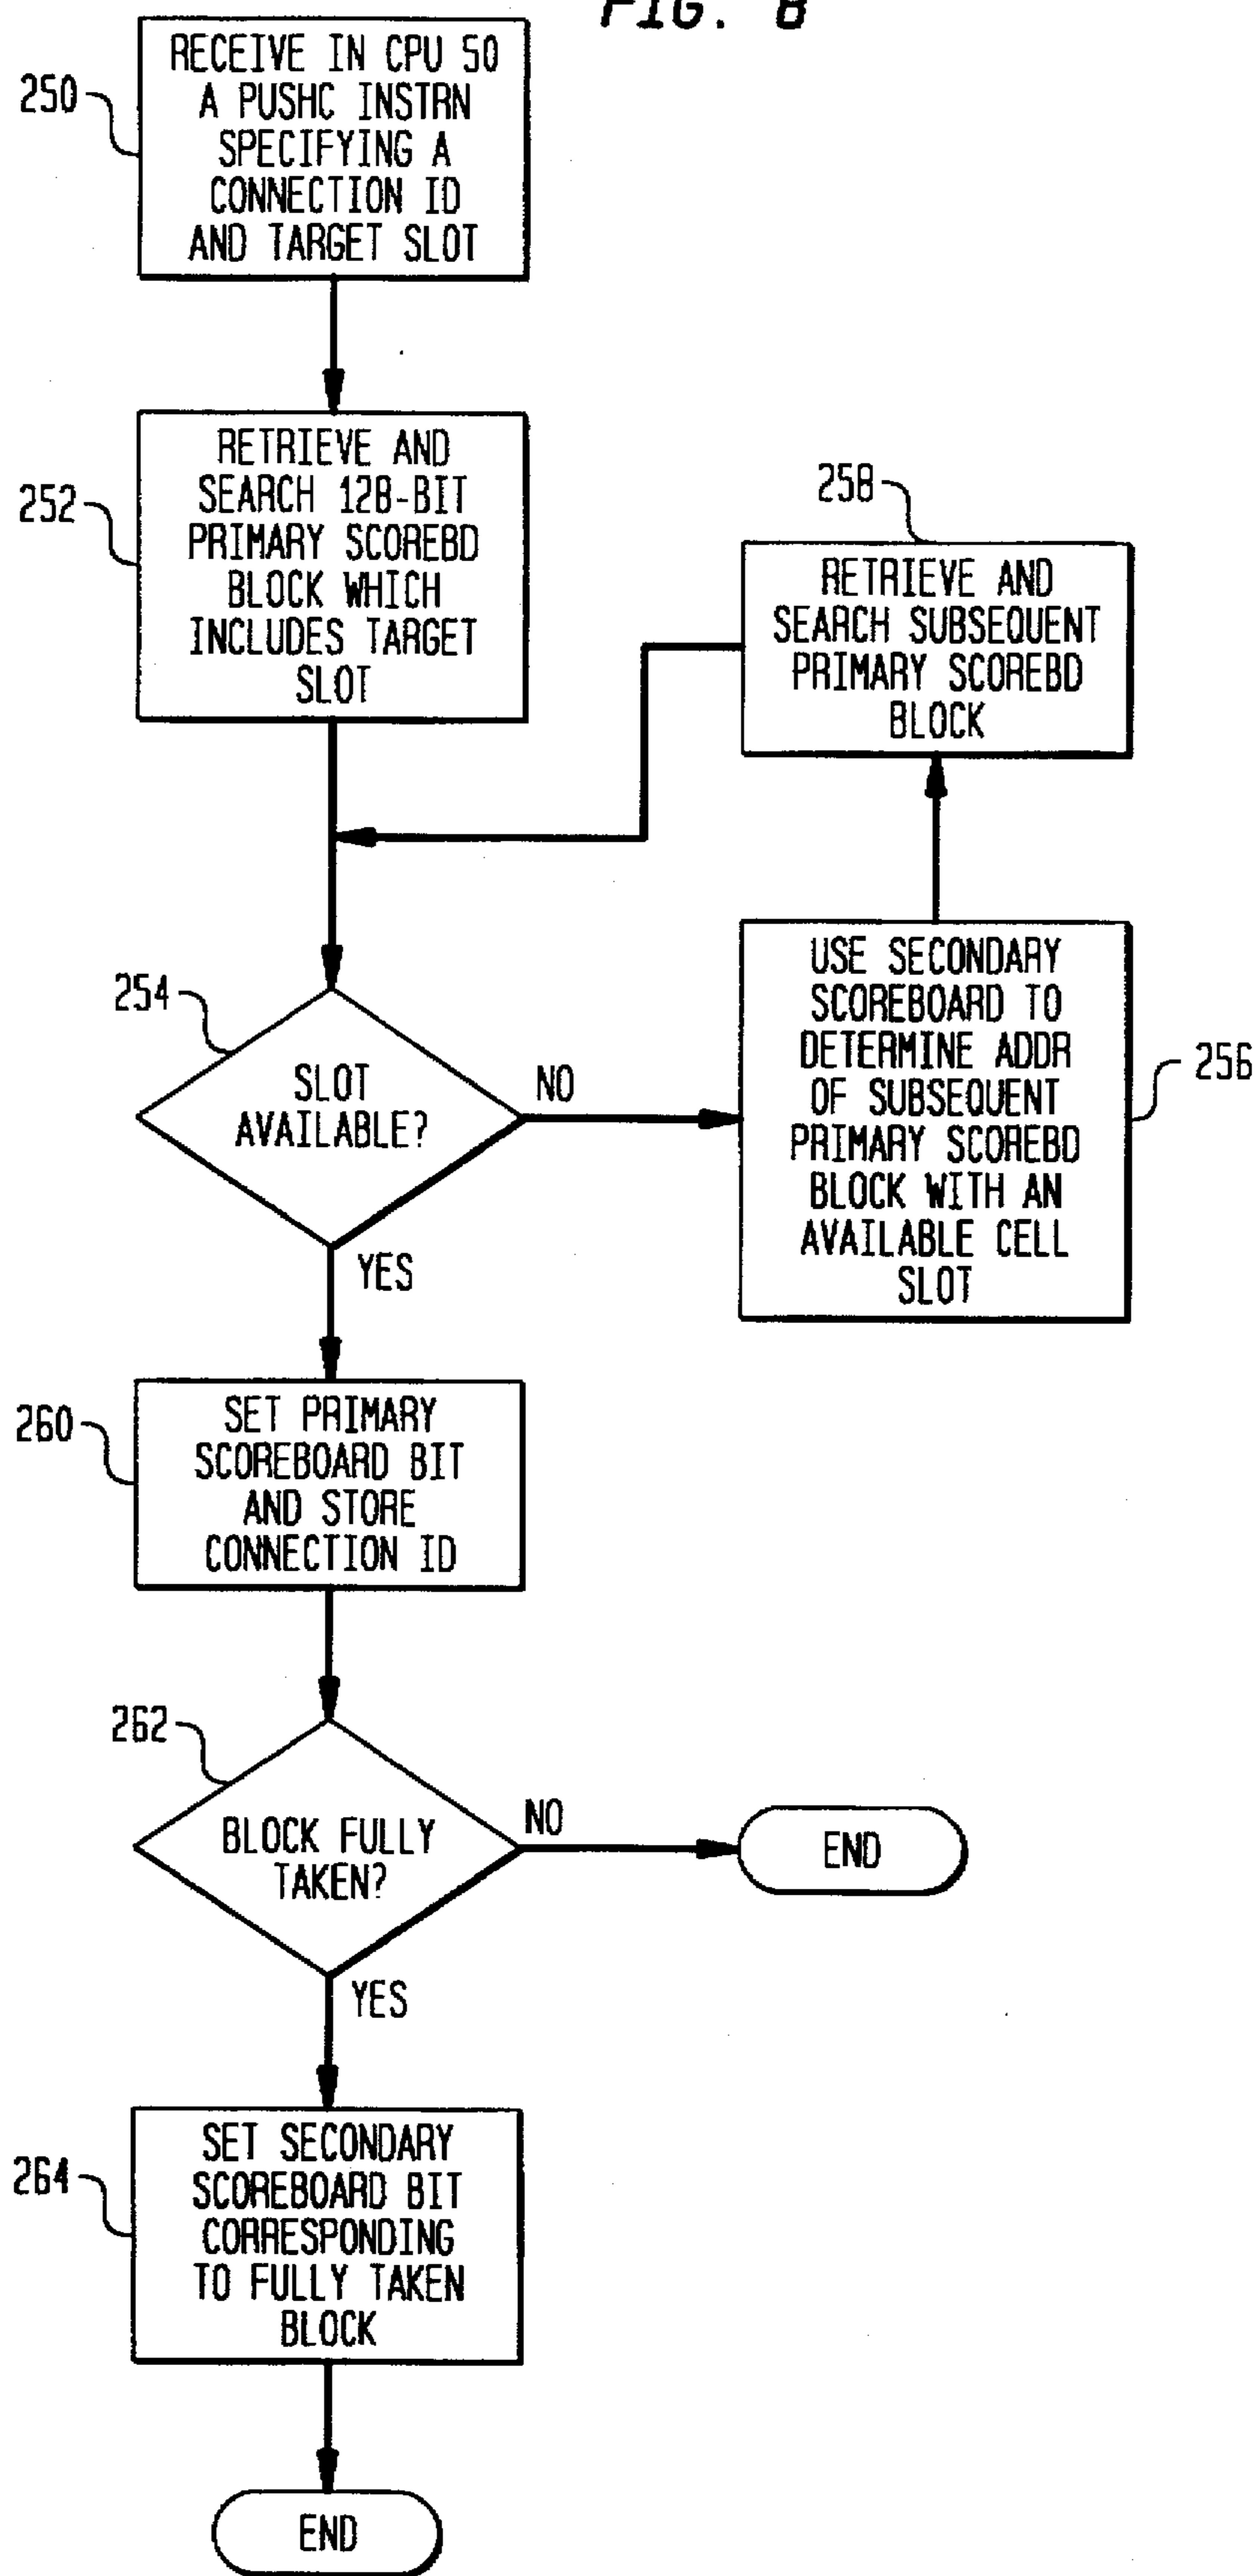 FIG. 8
250
RECEIVE IN CPU 50
A PUSHC INSTRN
SPECIFYING A
CONNECTION ID
AND TARGET SLOT
252
RETRIEVE AND
SEARCH 128-BIT
PRIMARY SCOREBD
BLOCK WHICH
INCLUDES TARGET
SLOT
258
RETRIEVE AND
SEARCH SUBSEQUENT
PRIMARY SCOREBD
BLOCK
254
SLOT
AVAILABLE?
NO
YES
USE SECONDARY
SCOREBOARD TO
DETERMINE ADDR
OF SUBSEQUENT
PRIMARY SCOREBD
BLOCK WITH AN
AVAILABLE CELL
SLOT
256
260
SET PRIMARY
SCOREBOARD BIT
AND STORE
CONNECTION ID
262
BLOCK FULLY
TAKEN?
NO
END
YES
264
SET SECONDARY
SCOREBOARD BIT
CORRESPONDING
TO FULLY TAKEN
BLOCK
END